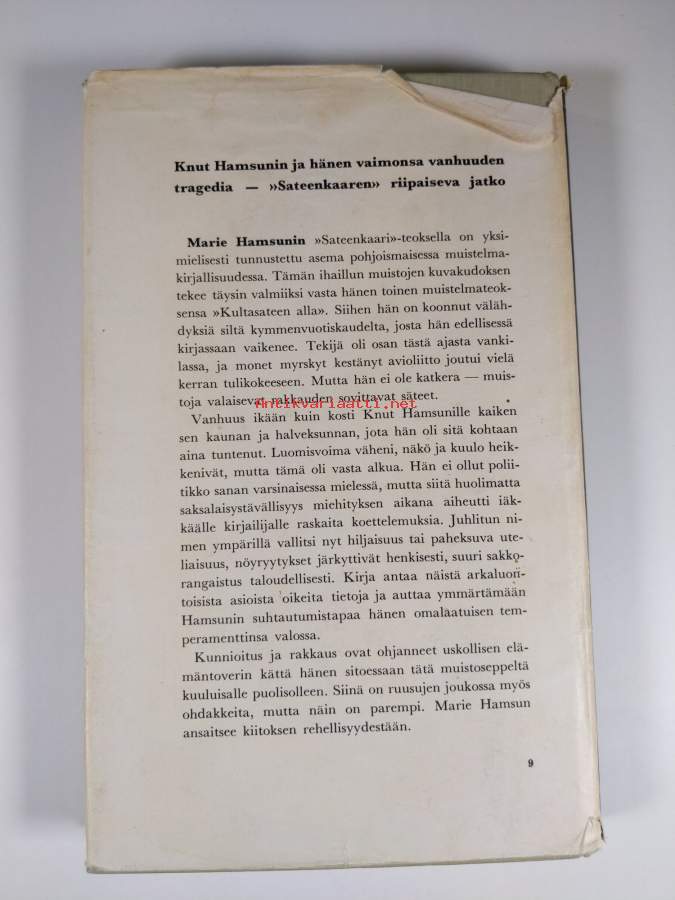 Knut Hamsunin ja hänen vaimonsa vanhuuden
tragedia — »Sateenkaaren» riipaiseva jatko
Marie Hamsunin »Sateenkaari»-teoksella on yksi-
mielisesti tunnustettu asema pohjoismaisessa muistelma-
kirjallisuudessa. Tämän ihaillun muistojen kuvakudoksen
tekee täysin valmiiksi vasta hänen toinen muistelmateok-
sensa »Kultasateen alla». Siihen hän on koonnut väläh-
dyksiä siltä kymmenvuotiskaudelta, josta hän edellisessä
kirjassaan vaikenee. Tekijä oli osan tästä ajasta vanki-
lassa, ja monet myrskyt kestänyt avioliitto joutui vielä
kerran tulikokeeseen. Mutta hän ei ole katkera — muis-
toja valaisevat rakkauden sovittavat säteet.
Antikvariaatti.net
Vanhuus ikään kuin kosti Knut Hamsunille kaiken
sen kaunan ja halveksunnan, jota hän oli sitä kohtaan
aina tuntenut. Luomisvoima väheni, näkö ja kuulo heik-
kenivät, mutta tämä oli vasta alkua. Hän ei ollut polii-
tikko sanan varsinaisessa mielessä, mutta siitä huolimatta
saksalaisystävällisyys miehityksen aikana aiheutti iäk-
käälle kirjailijalle raskaita koettelemuksia. Juhlitun ni-
men ympärillä vallitsi nyt hiljaisuus tai paheksuva ute-
liaisuus, nöyryytykset järkyttivät henkisesti, suuri sakko-
rangaistus taloudellisesti. Kirja antaa näistä arkaluon-
toisista asioista oikeita tietoja ja auttaa ymmärtämään
Hamsunin suhtautumistapaa hänen omalaatuisen tem-
peramenttinsa valossa.
Kunnioitus ja rakkaus ovat ohjanneet uskollisen elä-
mäntoverin kättä hänen sitoessaan tätä muistoseppeltä
kuuluisalle puolisolleen. Siinä on ruusujen joukossa myös
ohdakkeita, mutta näin on parempi. Marie Hamsun
ansaitsee kiitoksen rehellisyydestään.
9